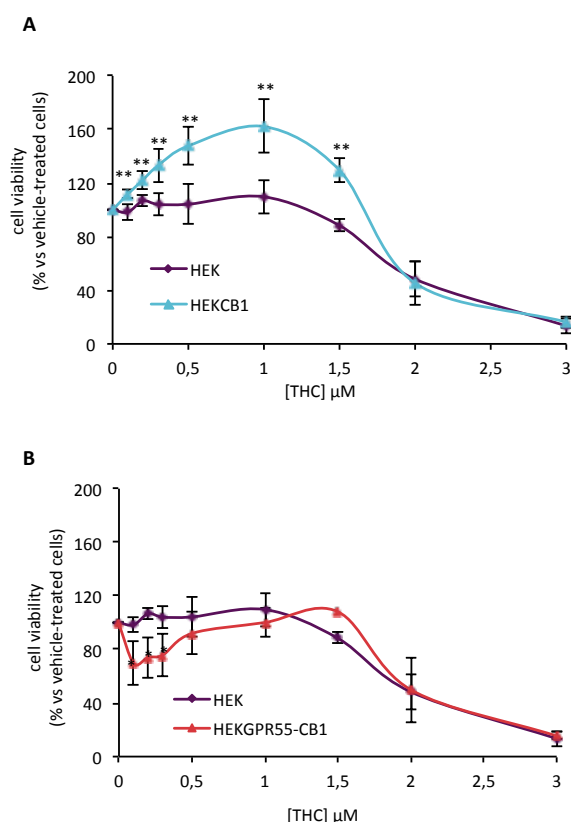 A
200
160
120
80
40
0
cell viability
(% vs vehicle-treated cells)
** ** ** ** ** **
HEK
HEKCB1
0 0,5 1 1,5 2 2,5 3
[THC] µM
B
200
160
120
80
40
0
cell viability
(% vs vehicle-treated cells)
* * *
HEK
HEKGPR55-CB1
0 0,5 1 1,5 2 2,5 3
[THC] µM